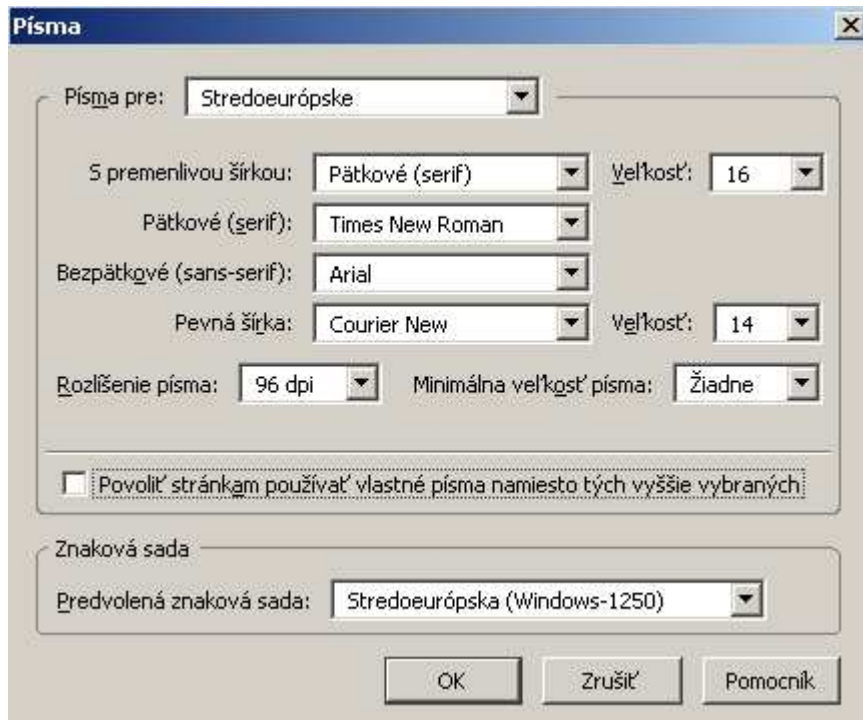 Písma
Písma pre: Stredoeurópske
S premenlivou šírkou: Pätkové (serif) Veľkosť: 16
Pätkové (serif): Times New Roman
Bezpätkové (sans-serif): Arial
Pevná šírka: Courier New Veľkosť: 14
Rozlíšenie písma: 96 dpi Minimálna veľkosť písma: Žiadne
Povoliť stránkam používať vlastné písma namiesto tých vyššie vybraných
Znaková sada
Predvolená znaková sada: Stredoeurópska (Windows-1250)
OK Zrušiť Pomocník